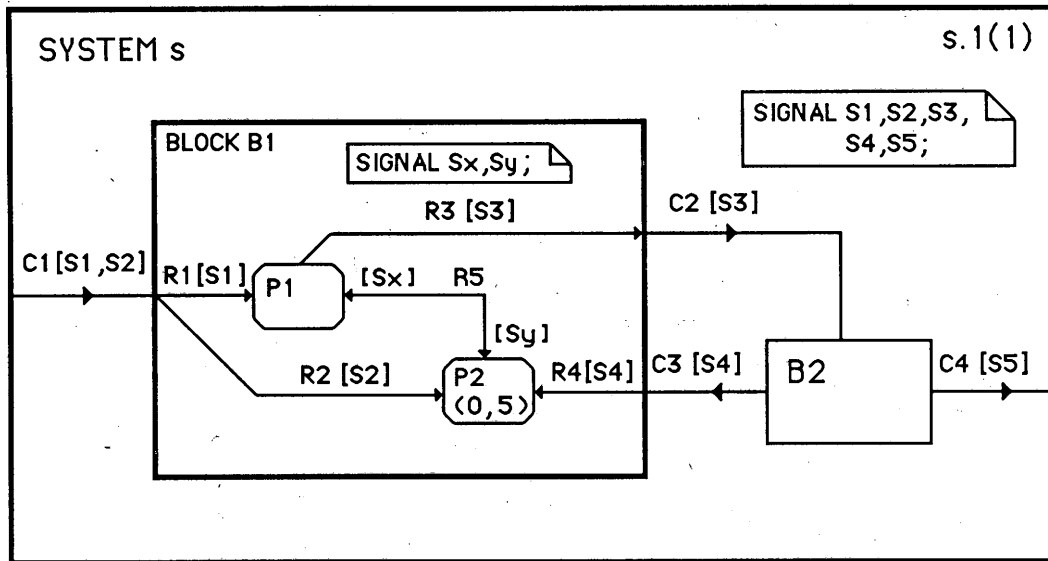 SYSTEM s
s.1(1)
SIGNAL S1,S2,S3,
S4,S5;
BLOCK B1
SIGNAL Sx,Sy;
R3 [S3]
C2 [S3]
C1[S1,S2]
R1[S1]
P1
[Sx]
R5
[Sy]
R2 [S2]
P2
(0,5)
R4[S4]
C3 [S4]
B2
C4 [S5]